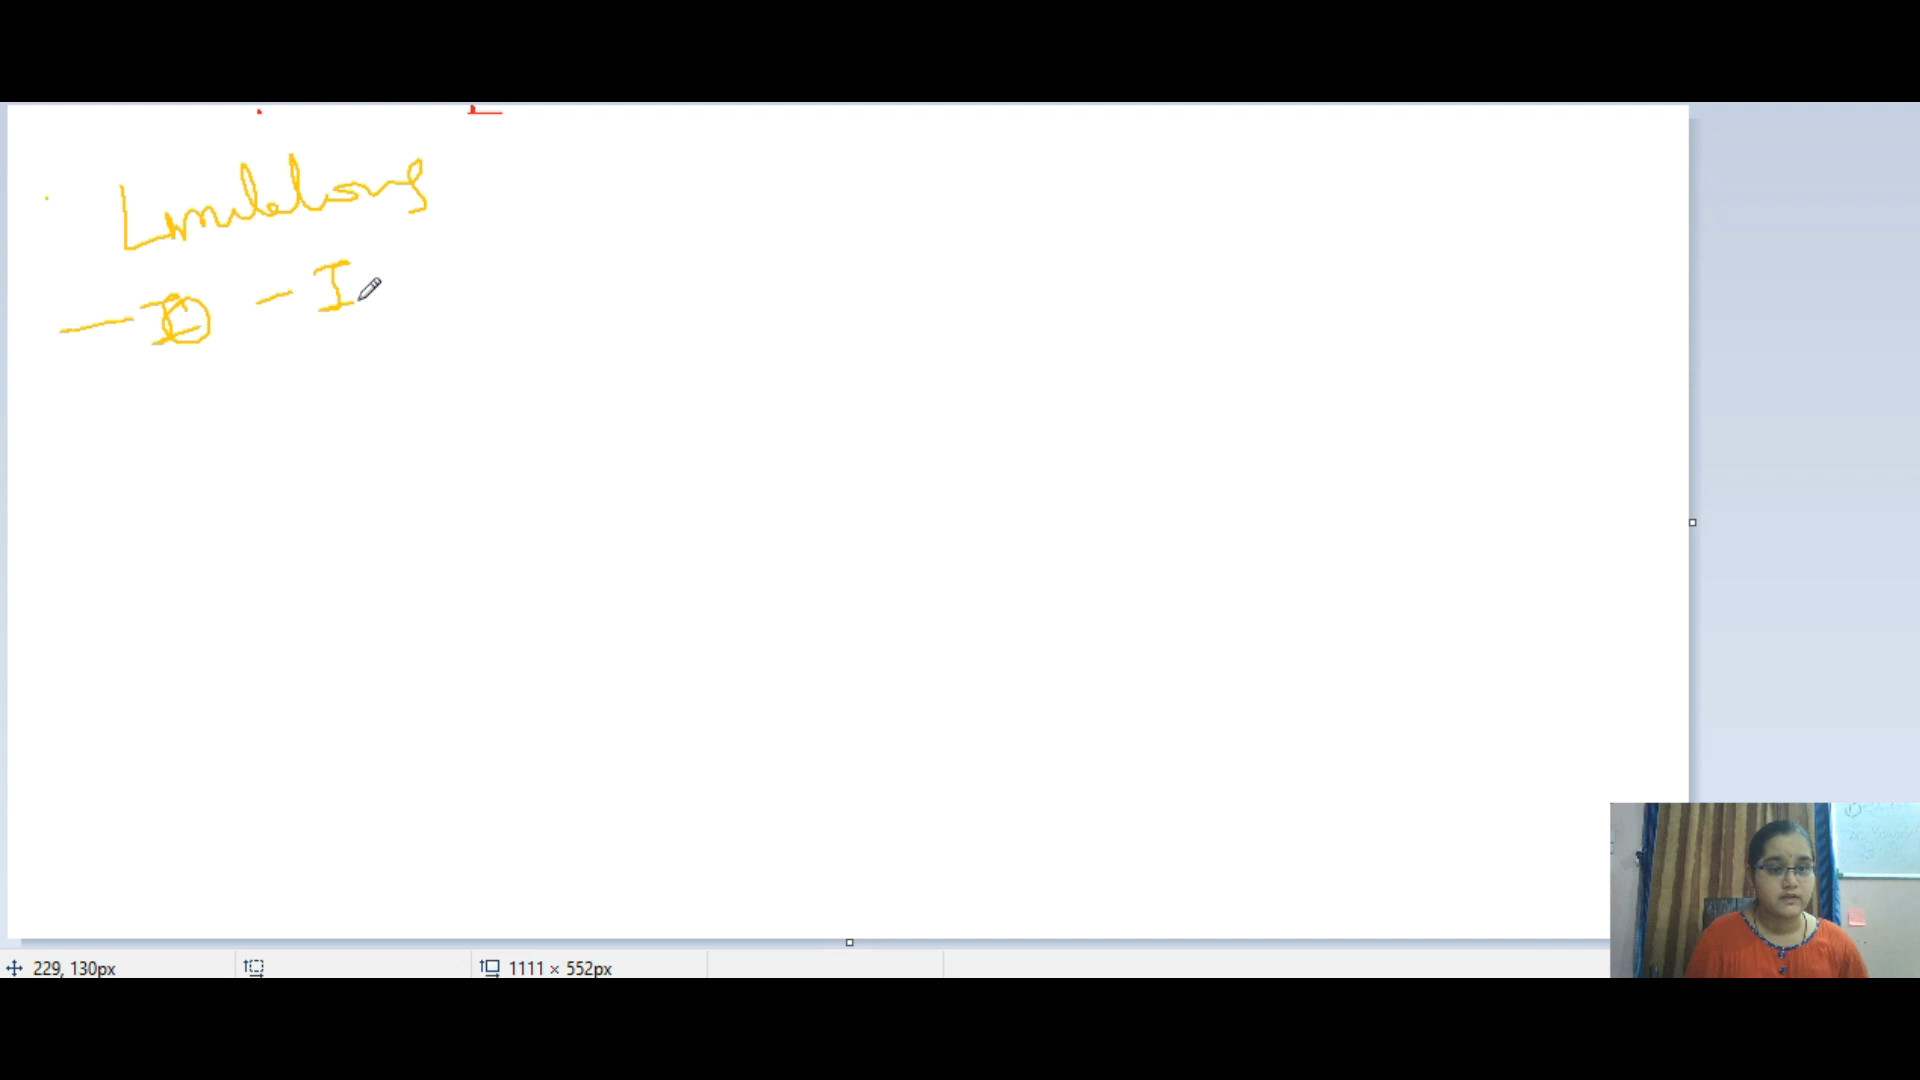 Limitations
- I
229, 130px
1111 × 552px